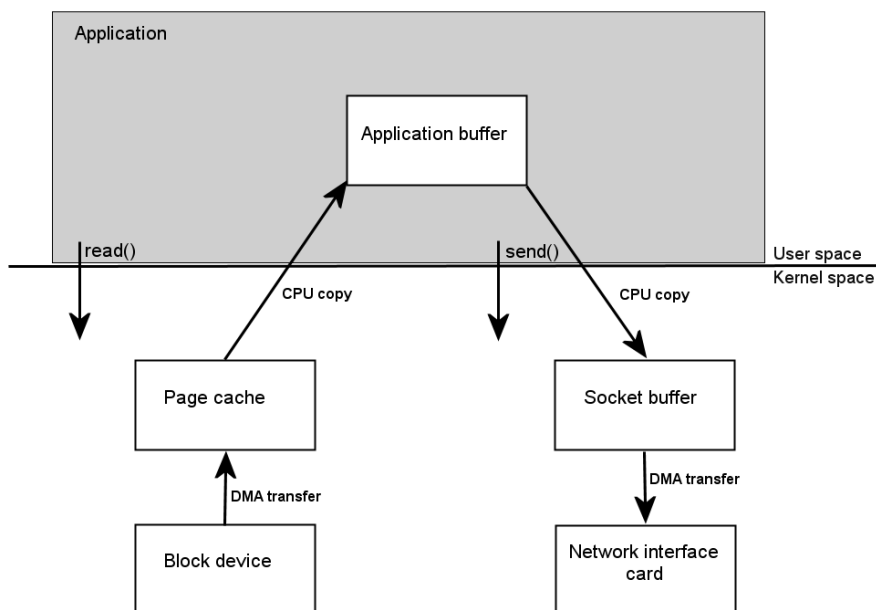 Application
Application buffer
read()
send()
User space
Kernel space
CPU copy
CPU copy
Page cache
Socket buffer
DMA transfer
DMA transfer
Block device
Network interface
card